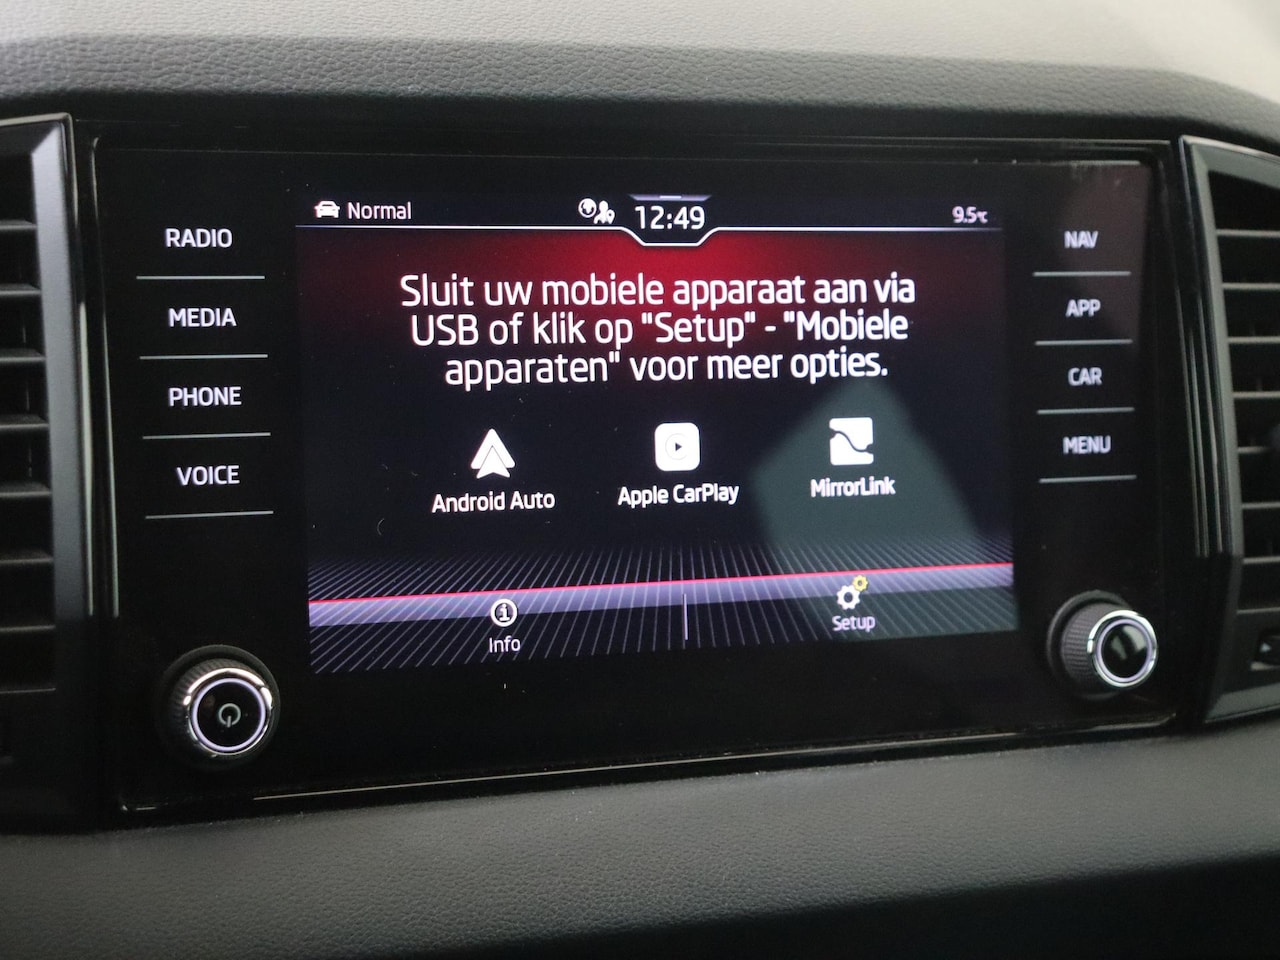 Normal
12:49
9.5°C
RADIO
MEDIA
PHONE
VOICE
Sluit uw mobiele apparaat aan via
USB of klik op "Setup" - "Mobiele
apparaten" voor meer opties.
Android Auto
Apple CarPlay
MirrorLink
Info
Setup
NAV
APP
CAR
MENU